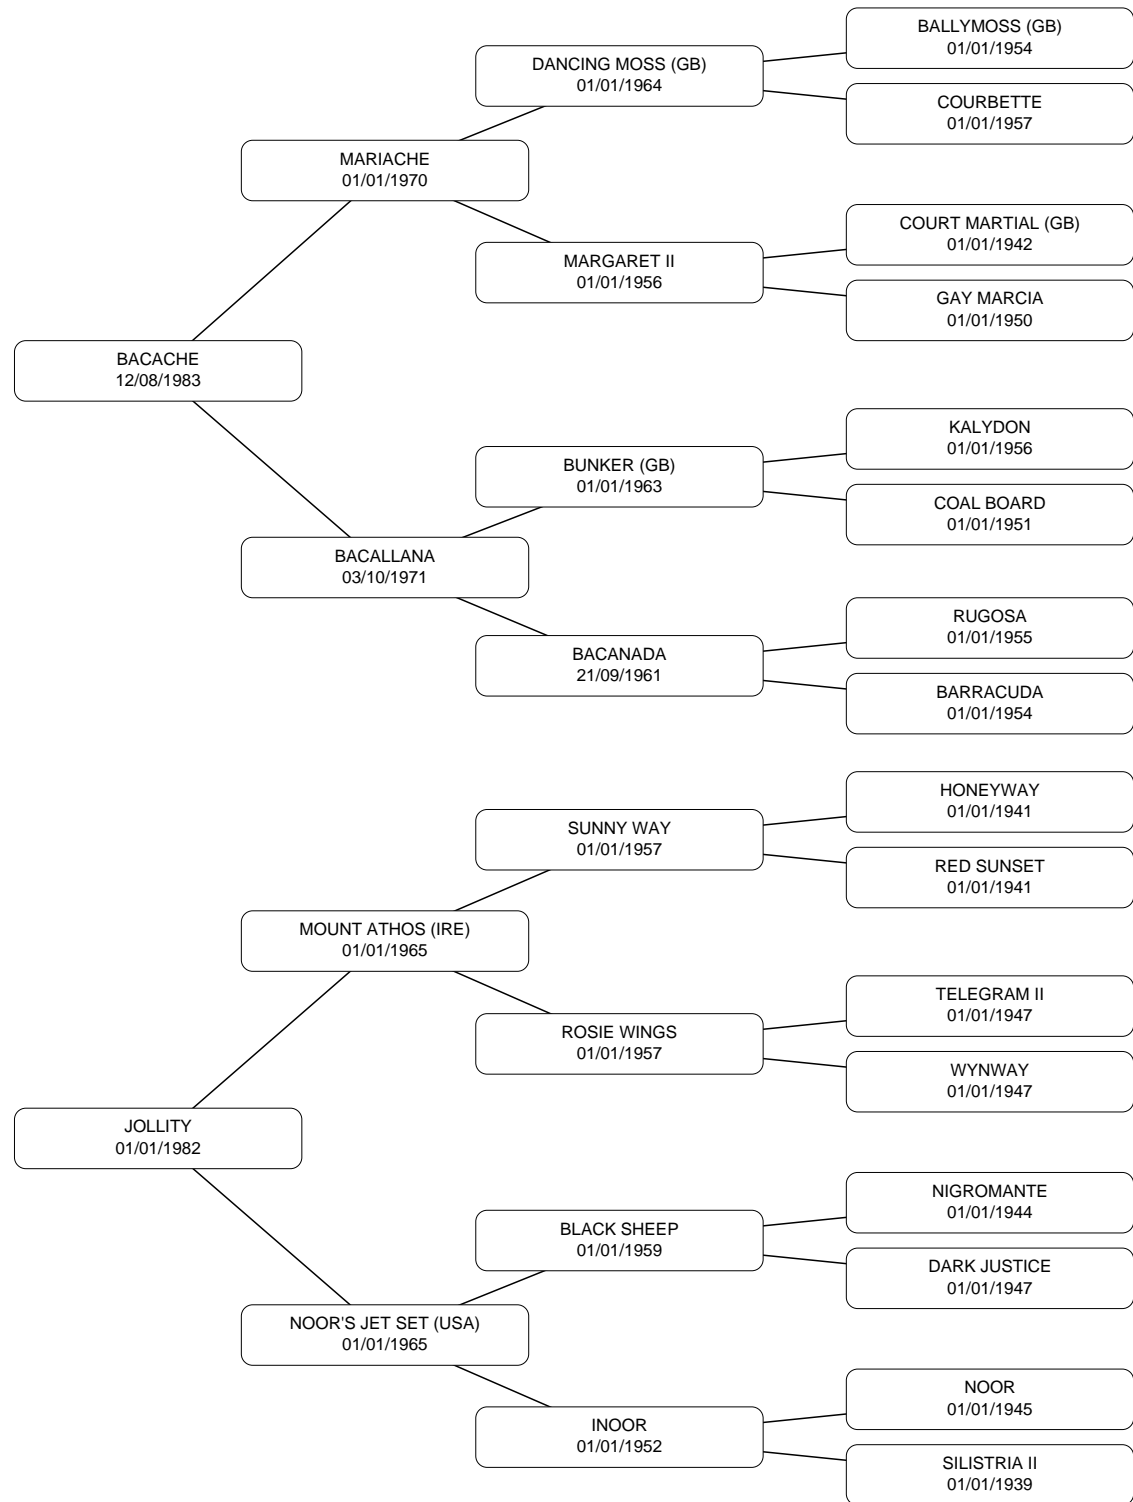 BALLYMOSS (GB)
01/01/1954
DANCING MOSS (GB)
01/01/1964
COURBETTE
01/01/1957
MARIACHE
01/01/1970
COURT MARTIAL (GB)
01/01/1942
MARGARET II
01/01/1956
GAY MARCIA
01/01/1950
BACACHE
12/08/1983
KALYDON
01/01/1956
BUNKER (GB)
01/01/1963
COAL BOARD
01/01/1951
BACALLANA
03/10/1971
RUGOSA
01/01/1955
BACANADA
21/09/1961
BARRACUDA
01/01/1954
HONEYWAY
01/01/1941
SUNNY WAY
01/01/1957
RED SUNSET
01/01/1941
MOUNT ATHOS (IRE)
01/01/1965
TELEGRAM II
01/01/1947
ROSIE WINGS
01/01/1957
WYNWAY
01/01/1947
JOLLITY
01/01/1982
NIGROMANTE
01/01/1944
BLACK SHEEP
01/01/1959
DARK JUSTICE
01/01/1947
NOOR'S JET SET (USA)
01/01/1965
NOOR
01/01/1945
INOOR
01/01/1952
SILISTRIA II
01/01/1939